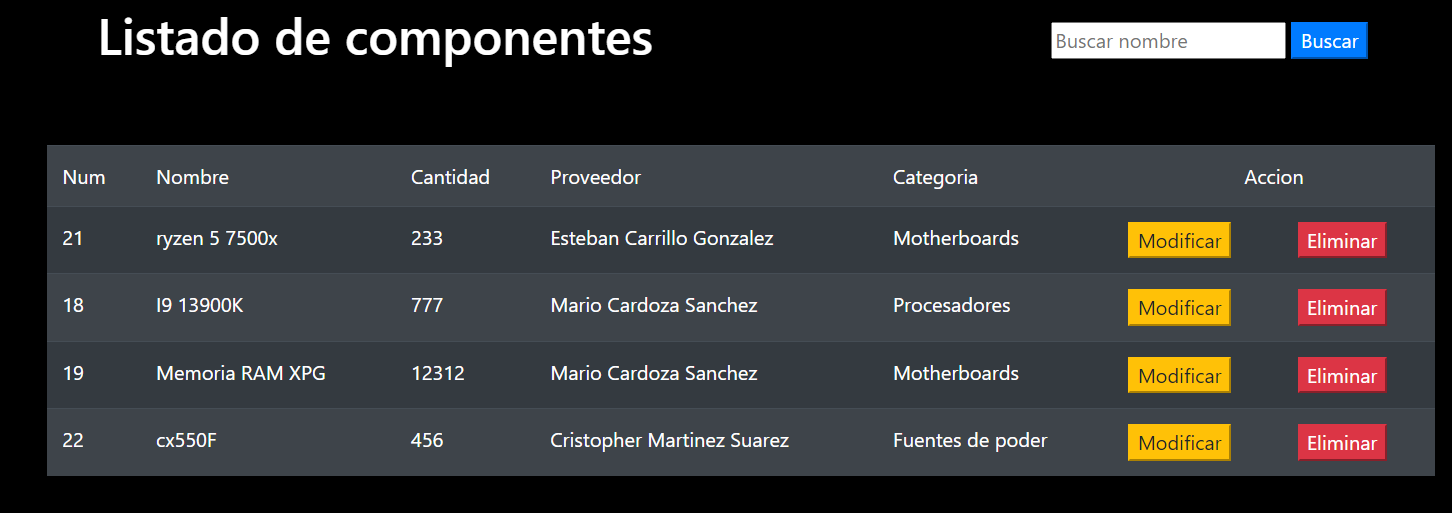 Listado de componentes
Buscar nombre Buscar
Num Nombre Cantidad Proveedor Categoria Accion
21 ryzen 5 7500x 233 Esteban Carrillo Gonzalez Motherboards Modificar Eliminar
18 I9 13900K 777 Mario Cardoza Sanchez Procesadores Modificar Eliminar
19 Memoria RAM XPG 12312 Mario Cardoza Sanchez Motherboards Modificar Eliminar
22 cx550F 456 Cristopher Martinez Suarez Fuentes de poder Modificar Eliminar